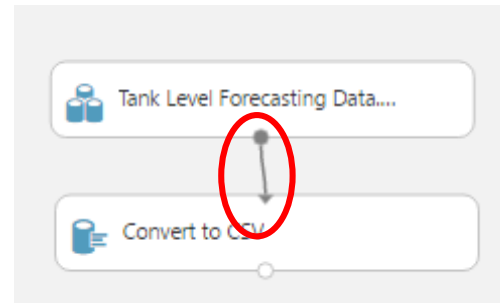 Tank Level Forecasting Data....
Convert to CSV